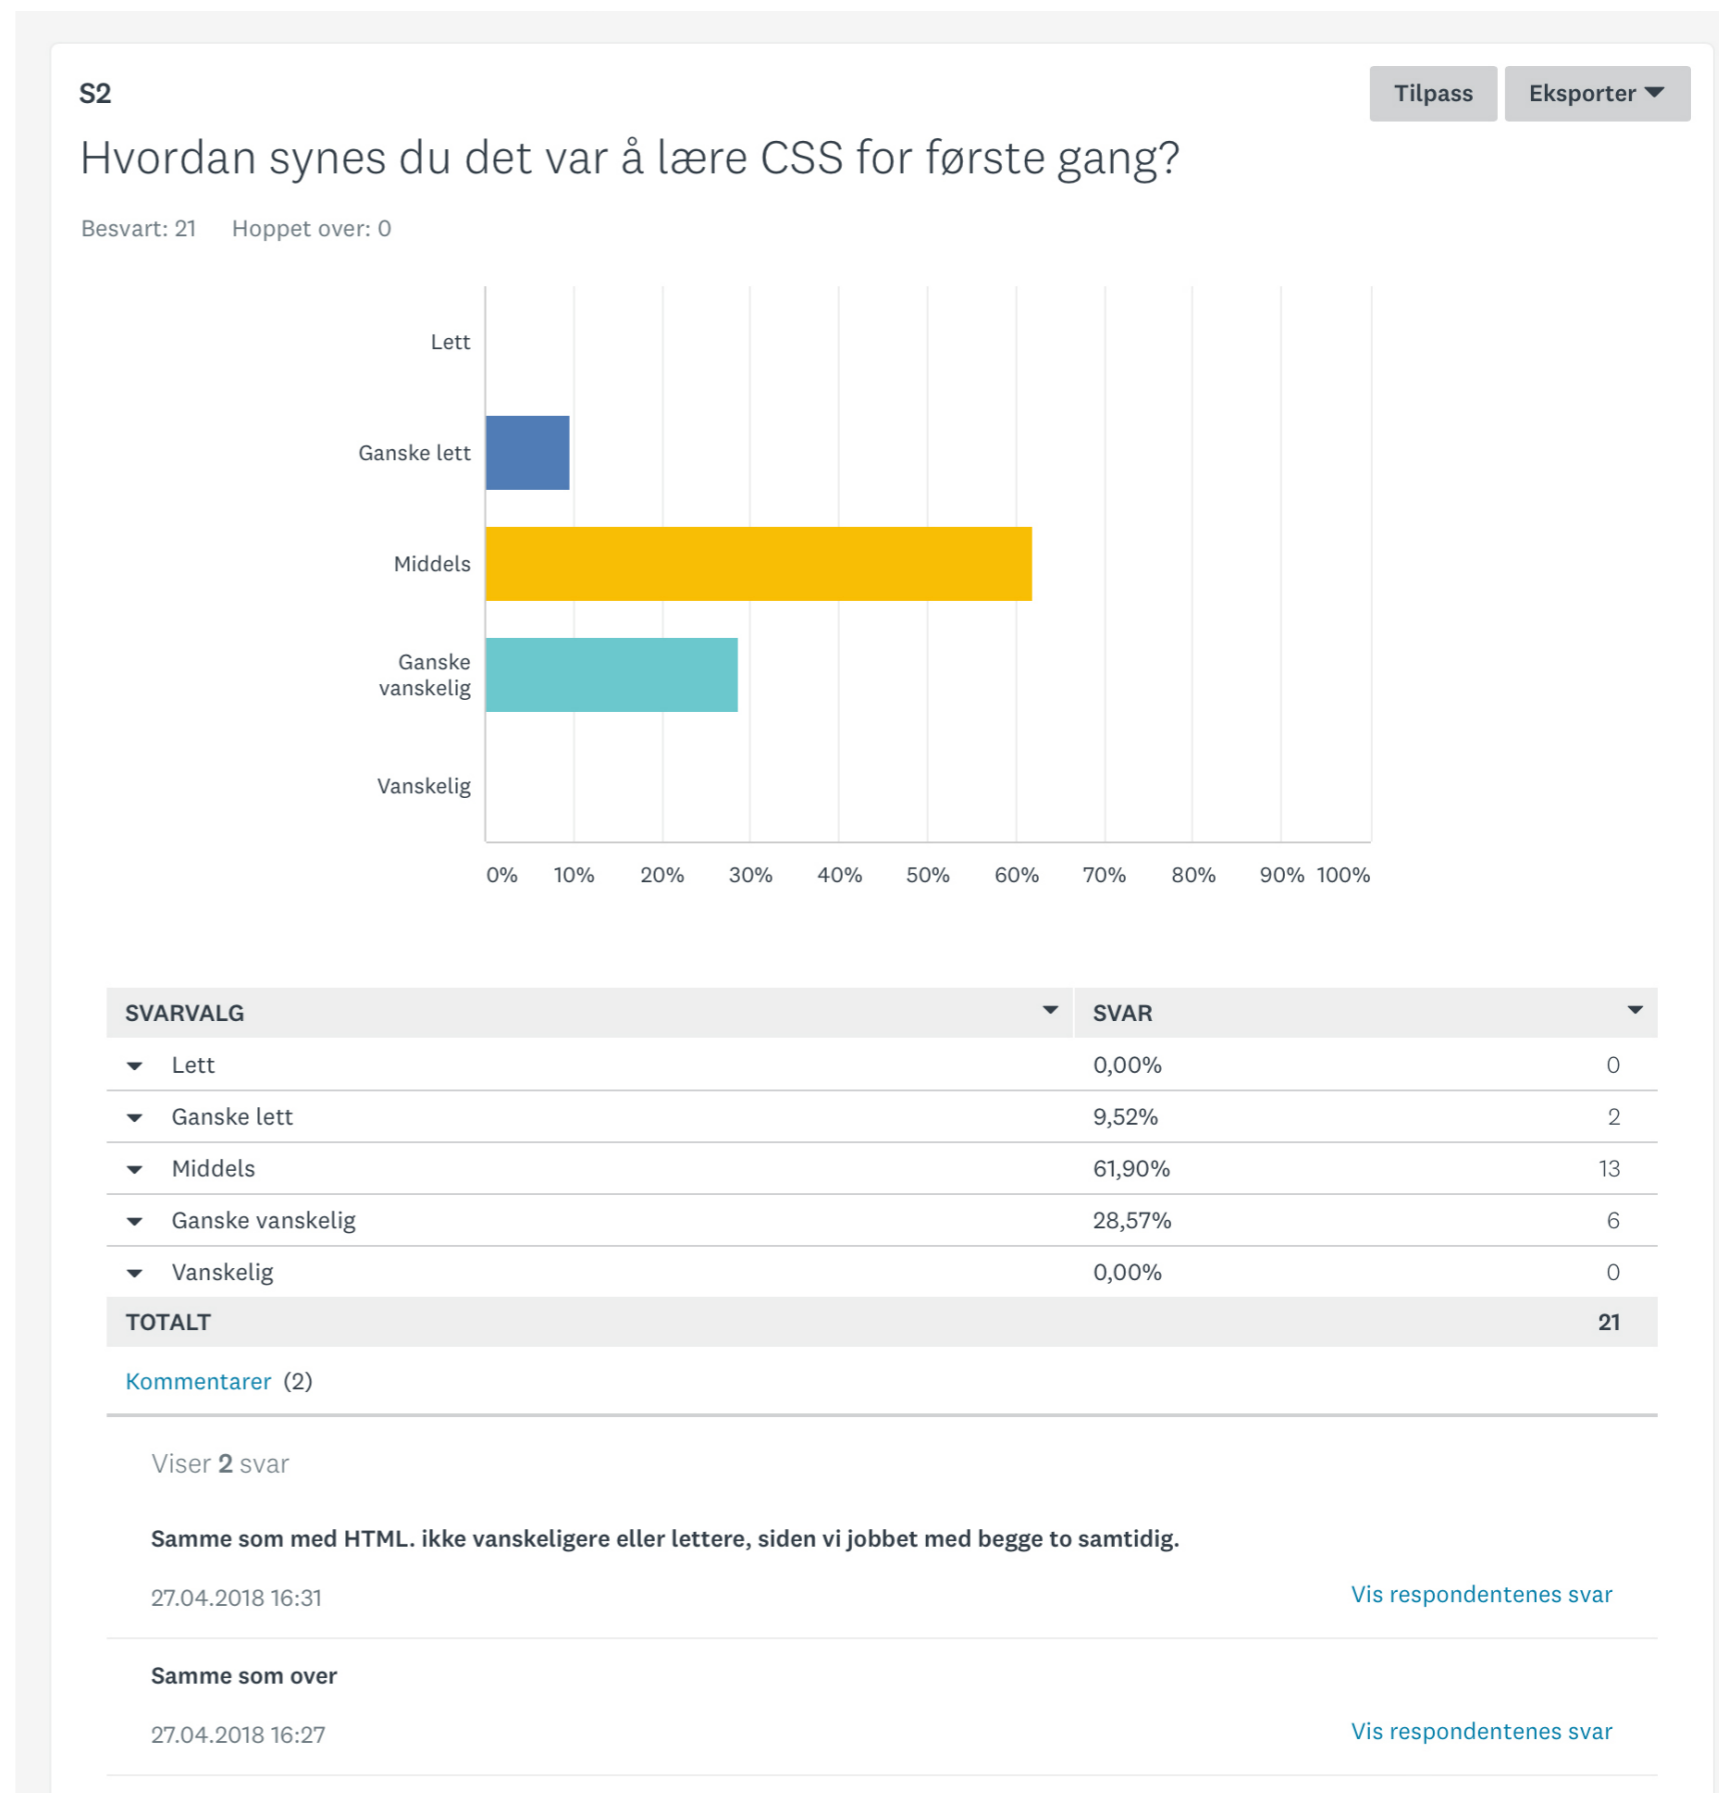 S2
Tilpass
Eksporter
Hvordan synes du det var å lære CSS for første gang?
Besvart: 21 Hoppet over: 0
Lett
Ganske lett
Middels
Ganske
vanskelig
Vanskelig
0% 10% 20% 30% 40% 50% 60% 70% 80% 90% 100%
SVARVALG SVAR
Lett 0,00% 0
Ganske lett 9,52% 2
Middels 61,90% 13
Ganske vanskelig 28,57% 6
Vanskelig 0,00% 0
TOTALT 21
Kommentarer (2)
Viser 2 svar
Samme som med HTML. ikke vanskeligere eller lettere, siden vi jobbet med begge to samtidig.
27.04.2018 16:31 Vis respondentenes svar
Samme som over
27.04.2018 16:27 Vis respondentenes svar